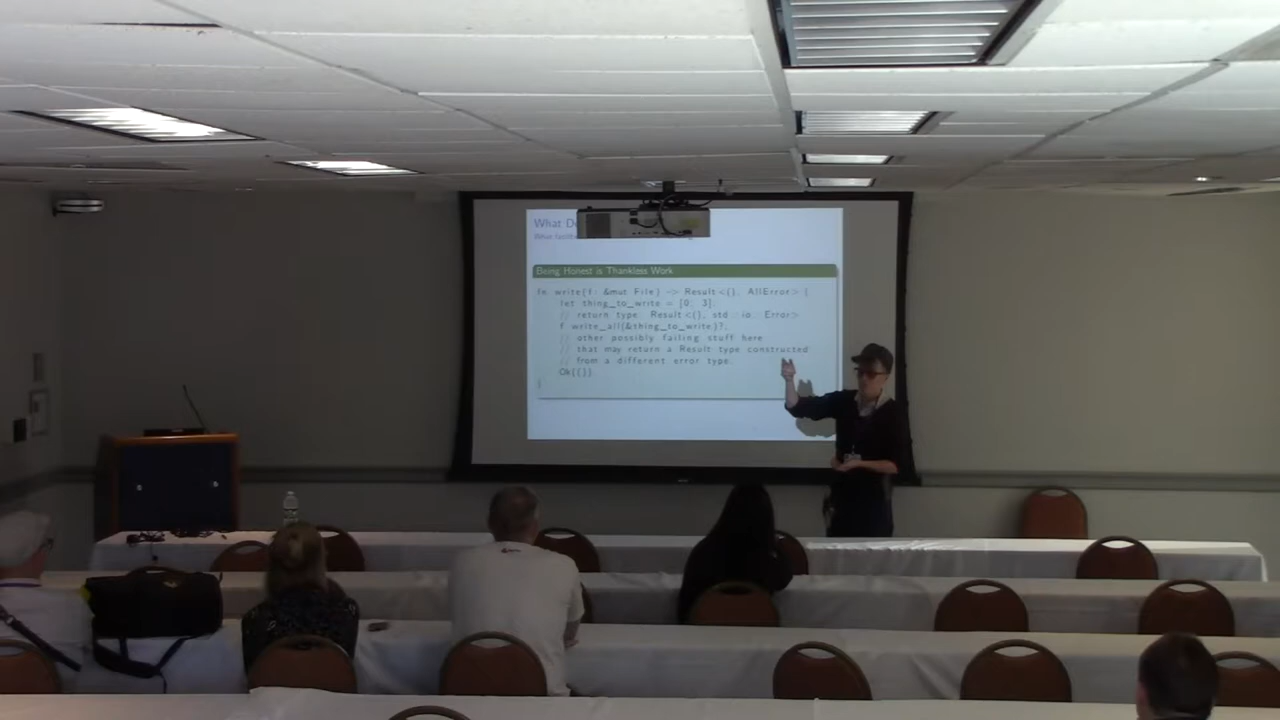 What D
Being Honest is Thankless Work
fn write(f: &mut File) -> Result<(), AllError> {
let thing_to_write = [0; 3];
// return type: Result<(), std::io::Error>
f.write_all(&thing_to_write)?;
// other possibly failing stuff here
// that may return a Result type constructed
// from a different error type.
Ok(())
}